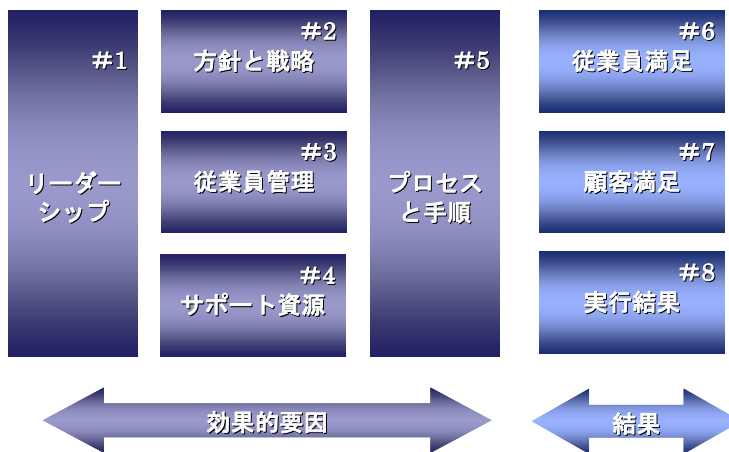 #1
リーダー
シップ
#2
方針と戦略
#3
従業員管理
#4
サポート資源
#5
プロセス
と手順
#6
従業員満足
#7
顧客満足
#8
実行結果
効果的要因
結果